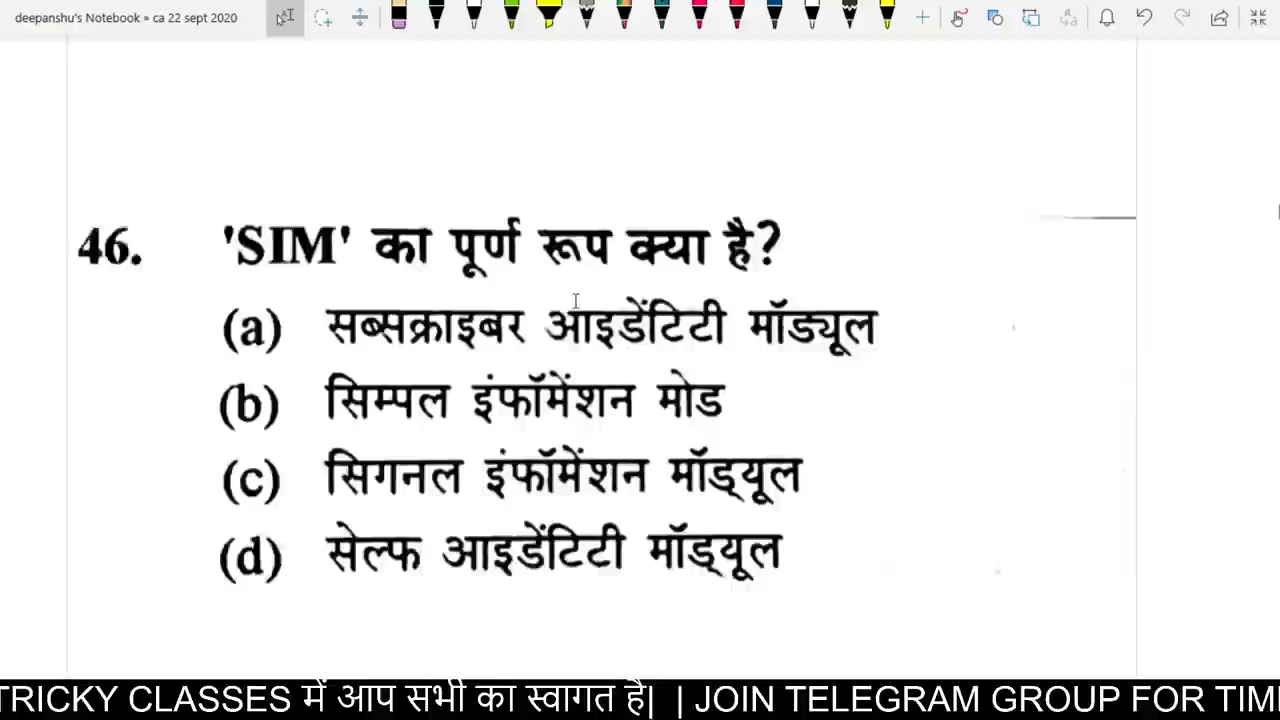 deepanshu's Notebook » ca 22 sept 2020
46. 'SIM' का पूर्ण रूप क्या है?
(a) सब्सक्राइबर आइडेंटिटी मॉड्यूल
(b) सिम्पल इंफॉर्मेशन मोड
(c) सिगनल इंफॉर्मेशन मॉड्यूल
(d) सेल्फ आइडेंटिटी मॉड्यूल
TRICKY CLASSES में आप सभी का स्वागत है| | JOIN TELEGRAM GROUP FOR TIM